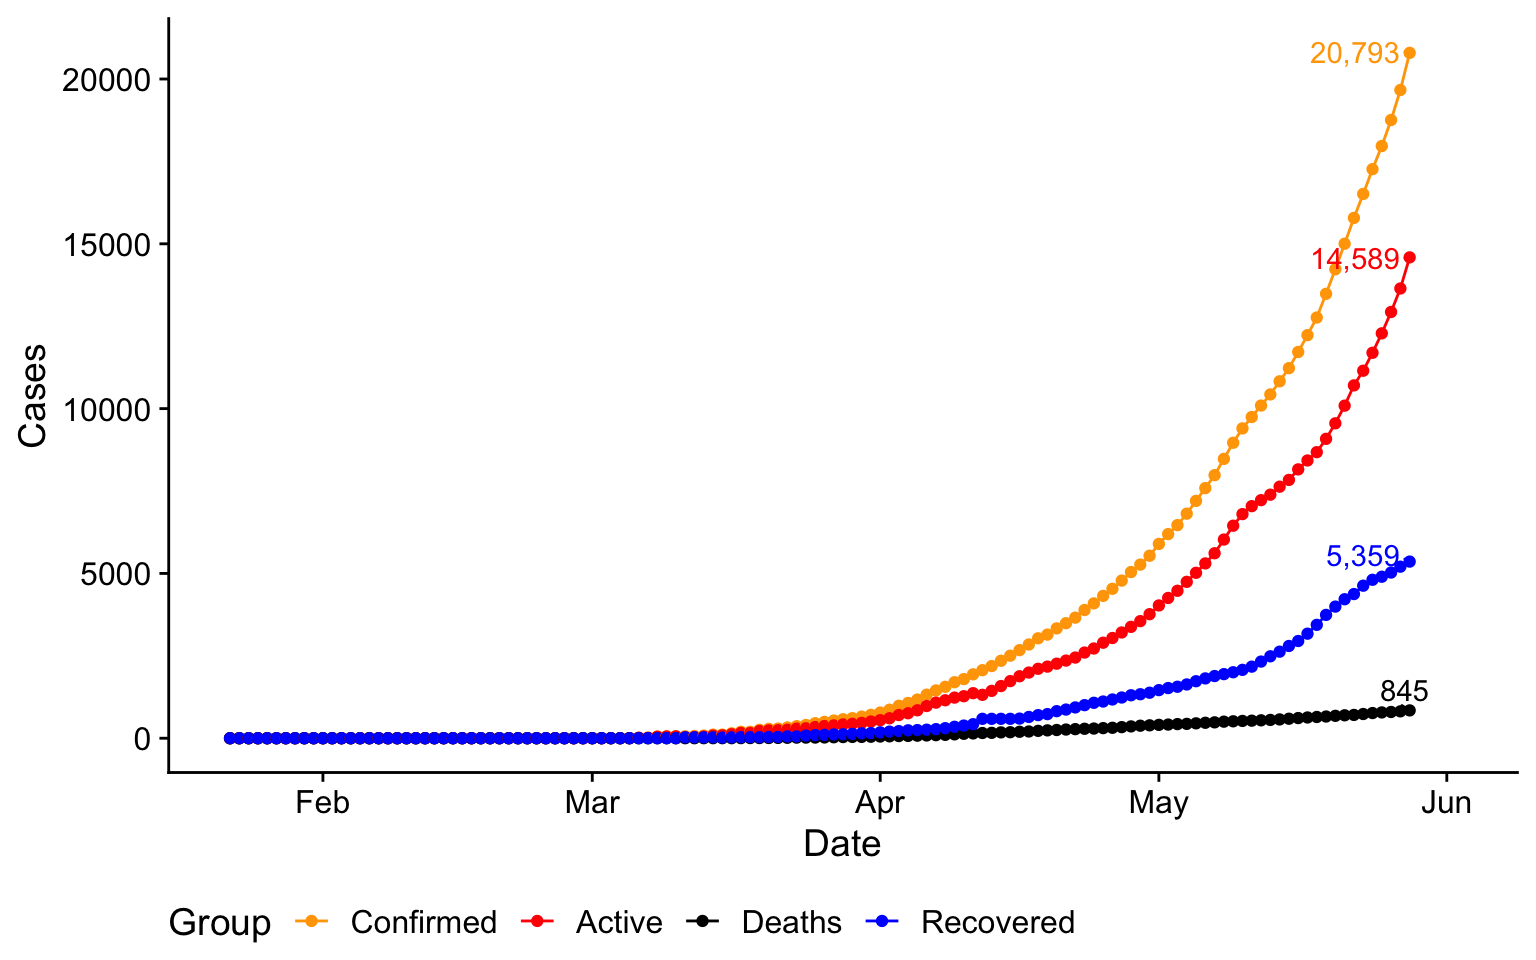 20,793
20000
15000
14,589
10000
5,359
5000
845
0
Cases
Feb Mar Apr May Jun
Date
Group Confirmed Active Deaths Recovered